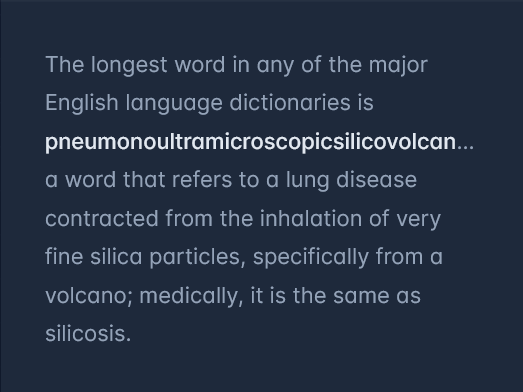 The longest word in any of the major
English language dictionaries is
pneumonoultramicroscopicsilicovolcan...
a word that refers to a lung disease
contracted from the inhalation of very
fine silica particles, specifically from a
volcano; medically, it is the same as
silicosis.